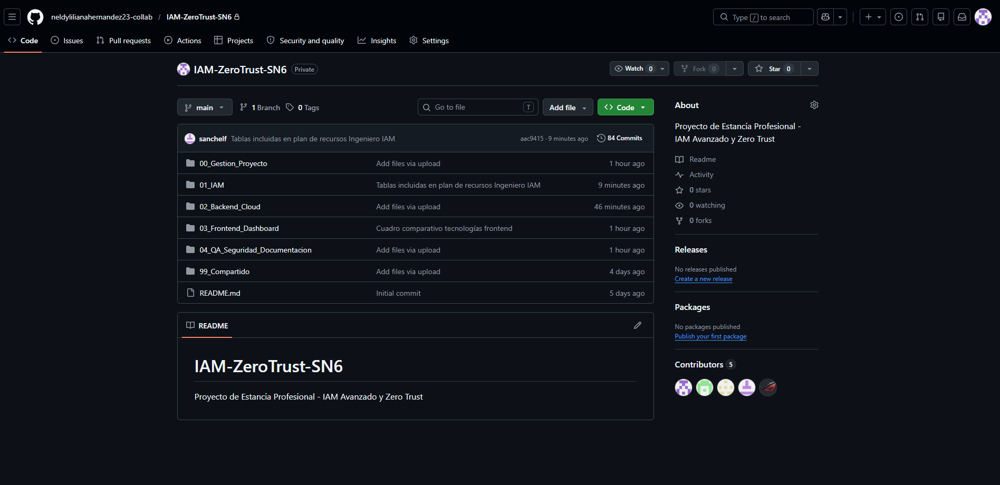 neldylilianahernandez23-collab / IAM-ZeroTrust-SN6
Type / to search
Code Issues Pull requests Actions Projects Security and quality Insights Settings
IAM-ZeroTrust-SN6 Private
Watch 0 Fork 0 Star 0
main 1 Branch 0 Tags
Go to file T Add file Code
sanchelf Tablas incluidas en plan de recursos Ingeniero IAM aac9415 · 9 minutes ago 84 Commits
00_Gestion_Proyecto Add files via upload 1 hour ago
01_IAM Tablas incluidas en plan de recursos Ingeniero IAM 9 minutes ago
02_Backend_Cloud Add files via upload 46 minutes ago
03_Frontend_Dashboard Cuadro comparativo tecnologías frontend 1 hour ago
04_QA_Seguridad_Documentacion Add files via upload 1 hour ago
99_Compartido Add files via upload 4 days ago
README.md Initial commit 5 days ago
README
IAM-ZeroTrust-SN6
Proyecto de Estancia Profesional - IAM Avanzado y Zero Trust
About
Proyecto de Estancia Profesional -
IAM Avanzado y Zero Trust
Readme
Activity
0 stars
0 watching
0 forks
Releases
No releases published
Create a new release
Packages
No packages published
Publish your first package
Contributors 5